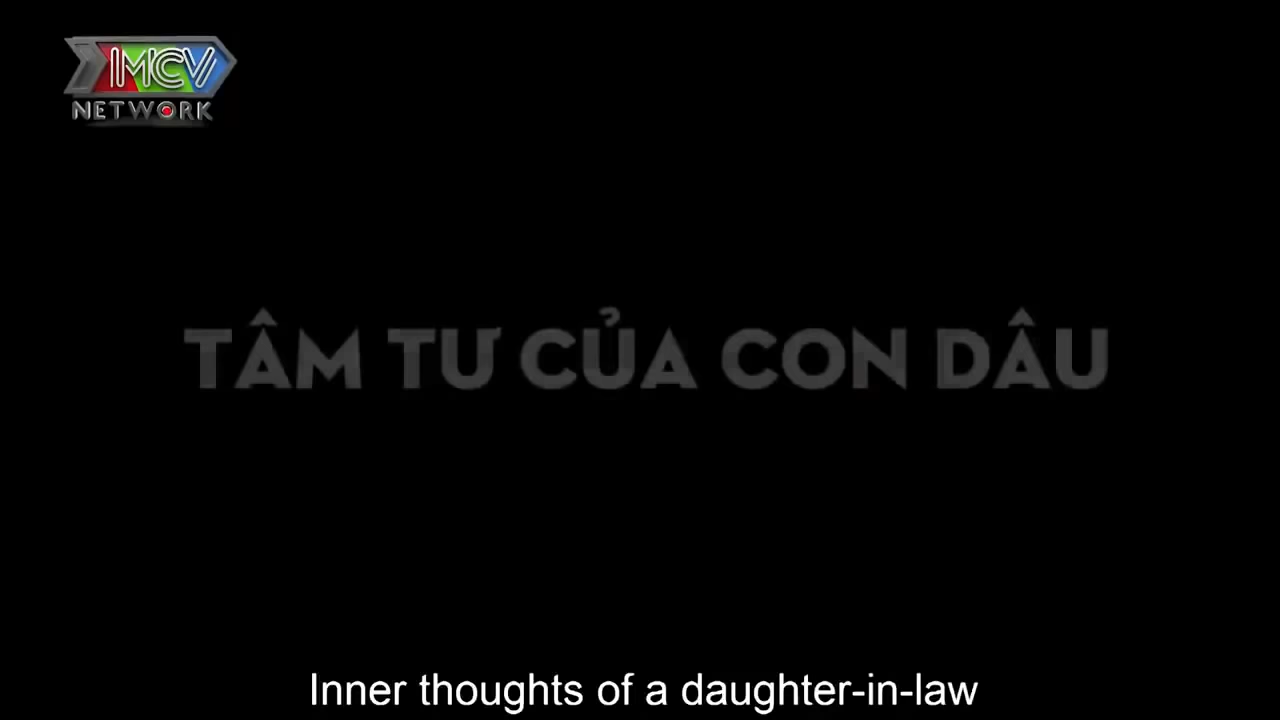 MCV
NETWORK
TÂM TƯ CỦA CON DÂU
Inner thoughts of a daughter-in-law